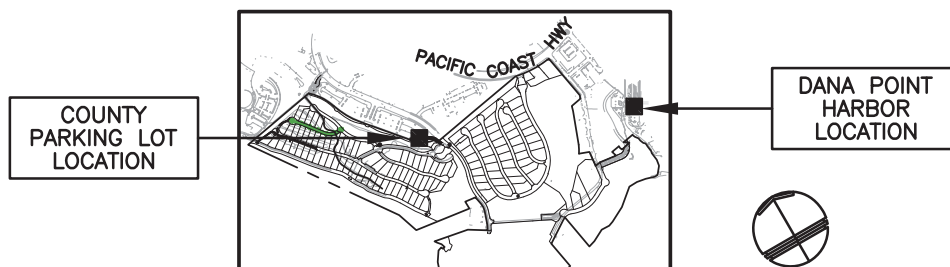 PACIFIC COAST HWY
COUNTY
PARKING LOT
LOCATION
DANA POINT
HARBOR
LOCATION